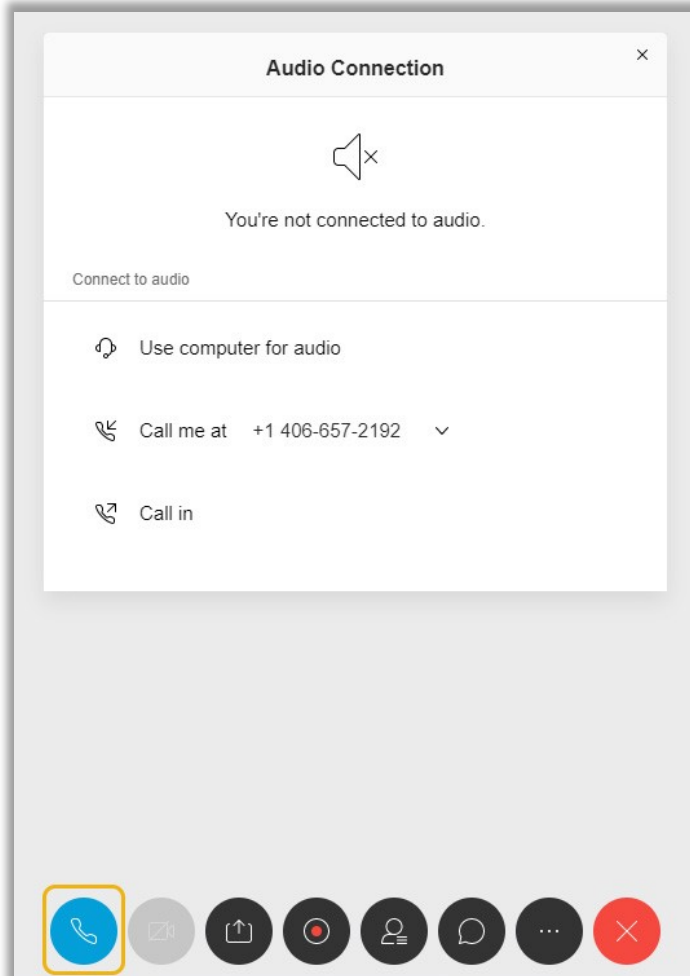 Audio Connection
You're not connected to audio.
Connect to audio
Use computer for audio
Call me at +1 406-657-2192
Call in